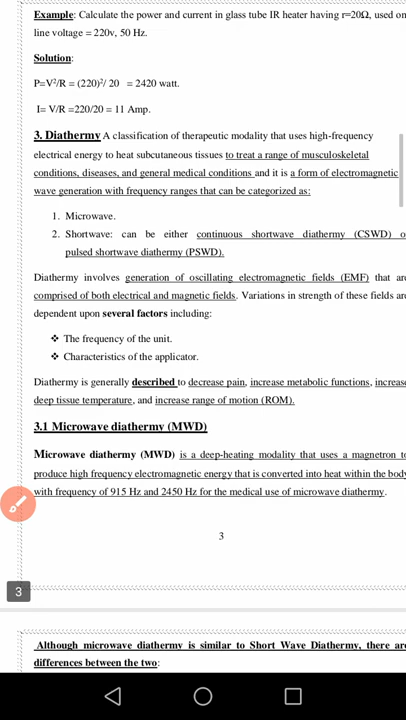 Example: Calculate the power and current in glass tube IR heater having r=20Ω, used on
line voltage = 220v, 50 Hz.
Solution:
P=V²/R = (220)²/ 20 = 2420 watt.
I= V/R =220/20 = 11 Amp.
3. Diathermy A classification of therapeutic modality that uses high-frequency
electrical energy to heat subcutaneous tissues to treat a range of musculoskeletal
conditions, diseases, and general medical conditions and it is a form of electromagnetic
wave generation with frequency ranges that can be categorized as:
1. Microwave.
2. Shortwave: can be either continuous shortwave diathermy (CSWD) o
pulsed shortwave diathermy (PSWD).
Diathermy involves generation of oscillating electromagnetic fields (EMF) that are
comprised of both electrical and magnetic fields. Variations in strength of these fields are
dependent upon several factors including:
❖ The frequency of the unit.
❖ Characteristics of the applicator.
Diathermy is generally described to decrease pain, increase metabolic functions, increase
deep tissue temperature, and increase range of motion (ROM).
3.1 Microwave diathermy (MWD)
Microwave diathermy (MWD) is a deep-heating modality that uses a magnetron to
produce high frequency electromagnetic energy that is converted into heat within the body
with frequency of 915 Hz and 2450 Hz for the medical use of microwave diathermy.
3
3
Although microwave diathermy is similar to Short Wave Diathermy, there are
differences between the two: